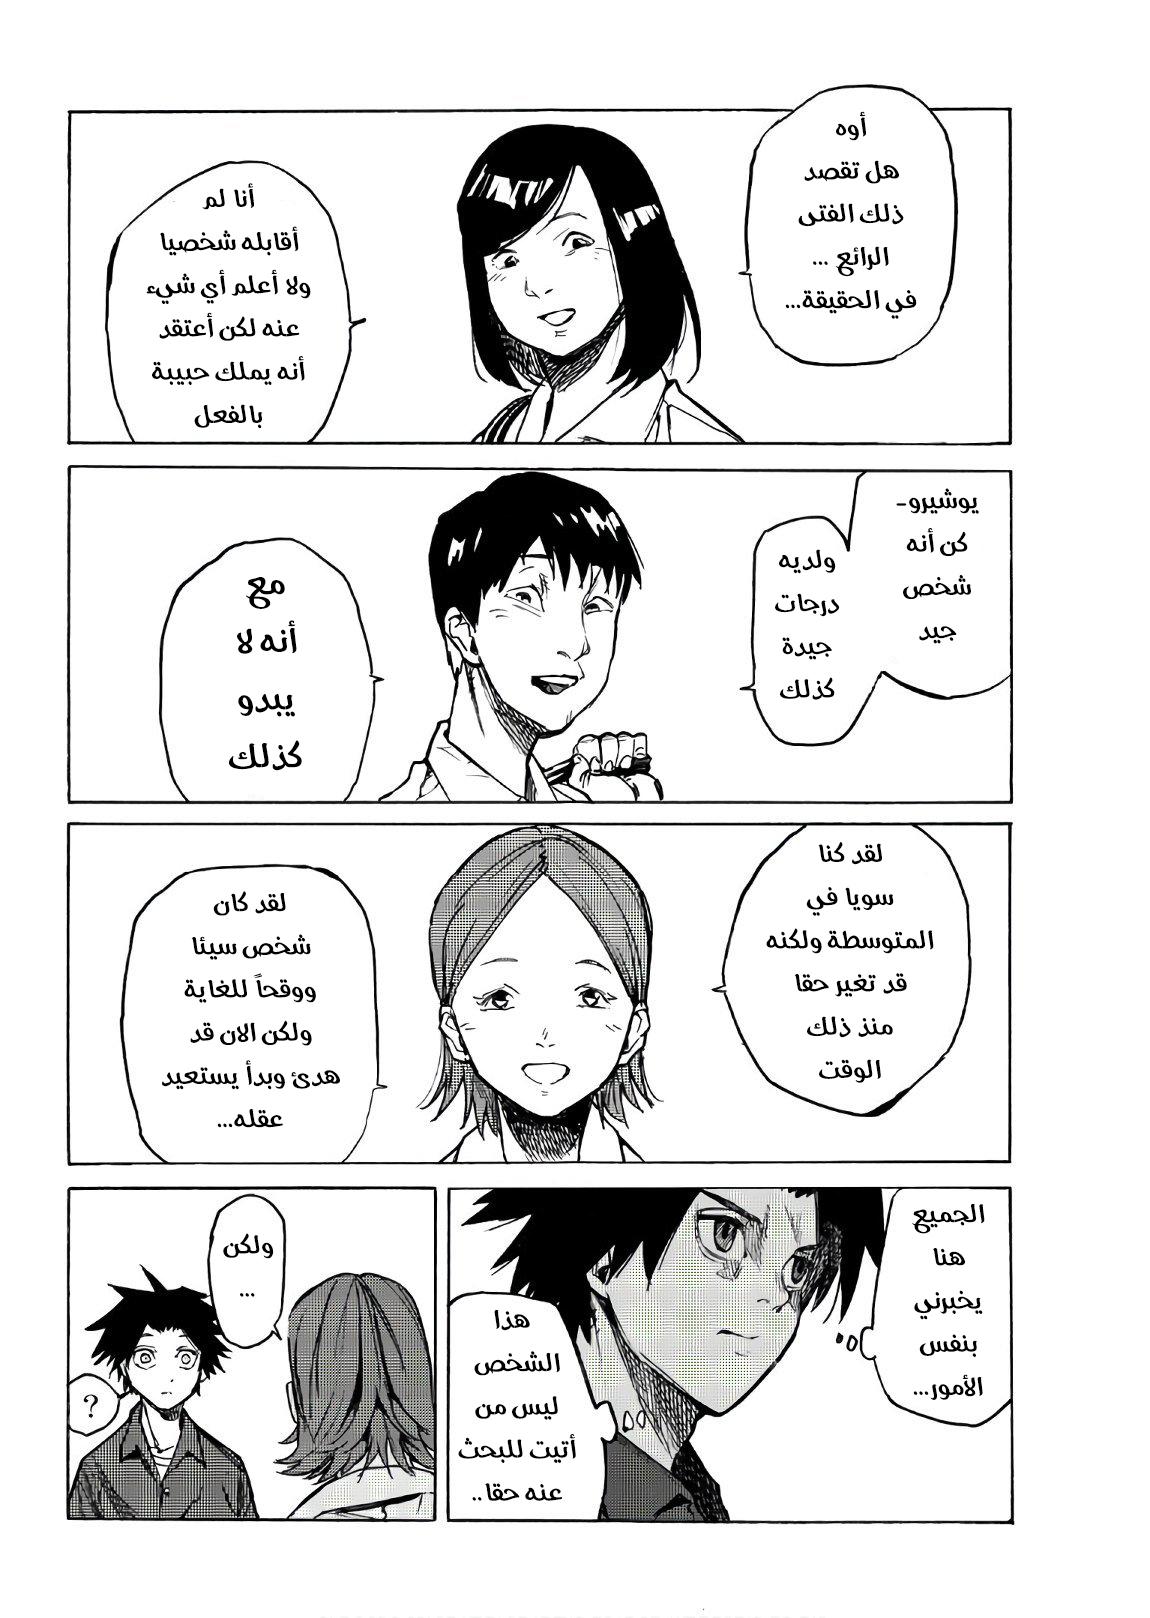 أوه
هل تقصد
ذلك الفتى
الرائع ...
في الحقيقة...
أنا لم
أقابله شخصيا
ولا أعلم أي شيء
عنه لكن أعتقد
أنه يملك حبيبة
بالفعل
يوشيرو-
كن أنه
شخص
جيد
ولديه
درجات
جيدة
كذلك
مع
أنه لا
يبدو
كذلك
لقد كنا
سويا في
المتوسطة ولكنه
قد تغير حقا
منذ ذلك
الوقت
لقد كان
شخص سيئا
ووقحاً للغاية
ولكن الان قد
هدئ وبدأ يستعيد
عقله...
الجميع
هنا
يخبرني
بنفس
الأمور...
هذا
الشخص
ليس من
أتيت للبحث
عنه حقا..
ولكن
...
?